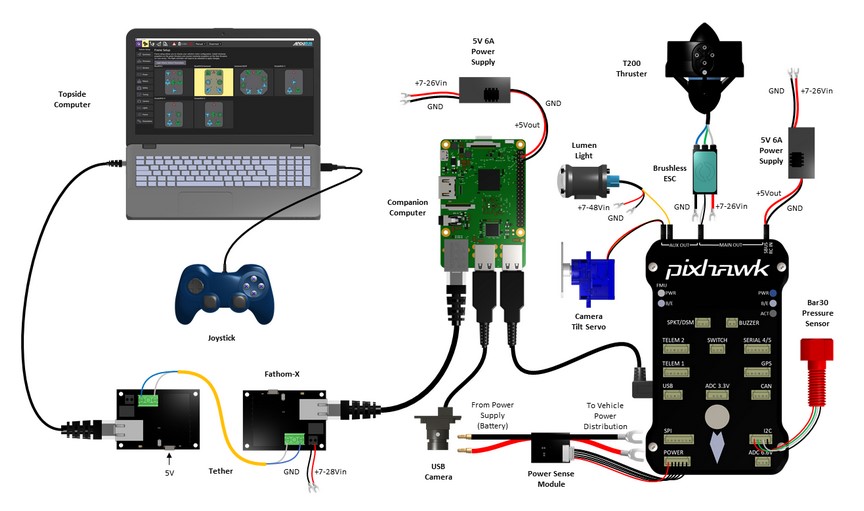 5V 6A
Power
Supply
T200
Thruster
Topside
Computer
+7-26Vin
GND
GND
+5Vout
GND
+7-26Vin
Lumen
Light
Brushless
ESC
5V 6A
Power
Supply
Companion
Computer
+7-48Vin
GND
GND
+7-26Vin
+5Vout
GND
AUX OUT
MAIN OUT
pixhawk
Camera
Tilt Servo
FMU
PWR
B/E
PWR
B/E
ACT
Joystick
SPKT/DSM
BUZZER
Bar30
Pressure
Sensor
TELEM 2
SWITCH
SERIAL 4/5
TELEM 1
GPS
USB
ADC 3.3V
CAN
Fathom-X
From Power
Supply
(Battery)
To Vehicle
Power
Distribution
SPI
I2C
POWER
ADC 6.6V
5V
Tether
GND
+7-28Vin
USB
Camera
Power Sense
Module